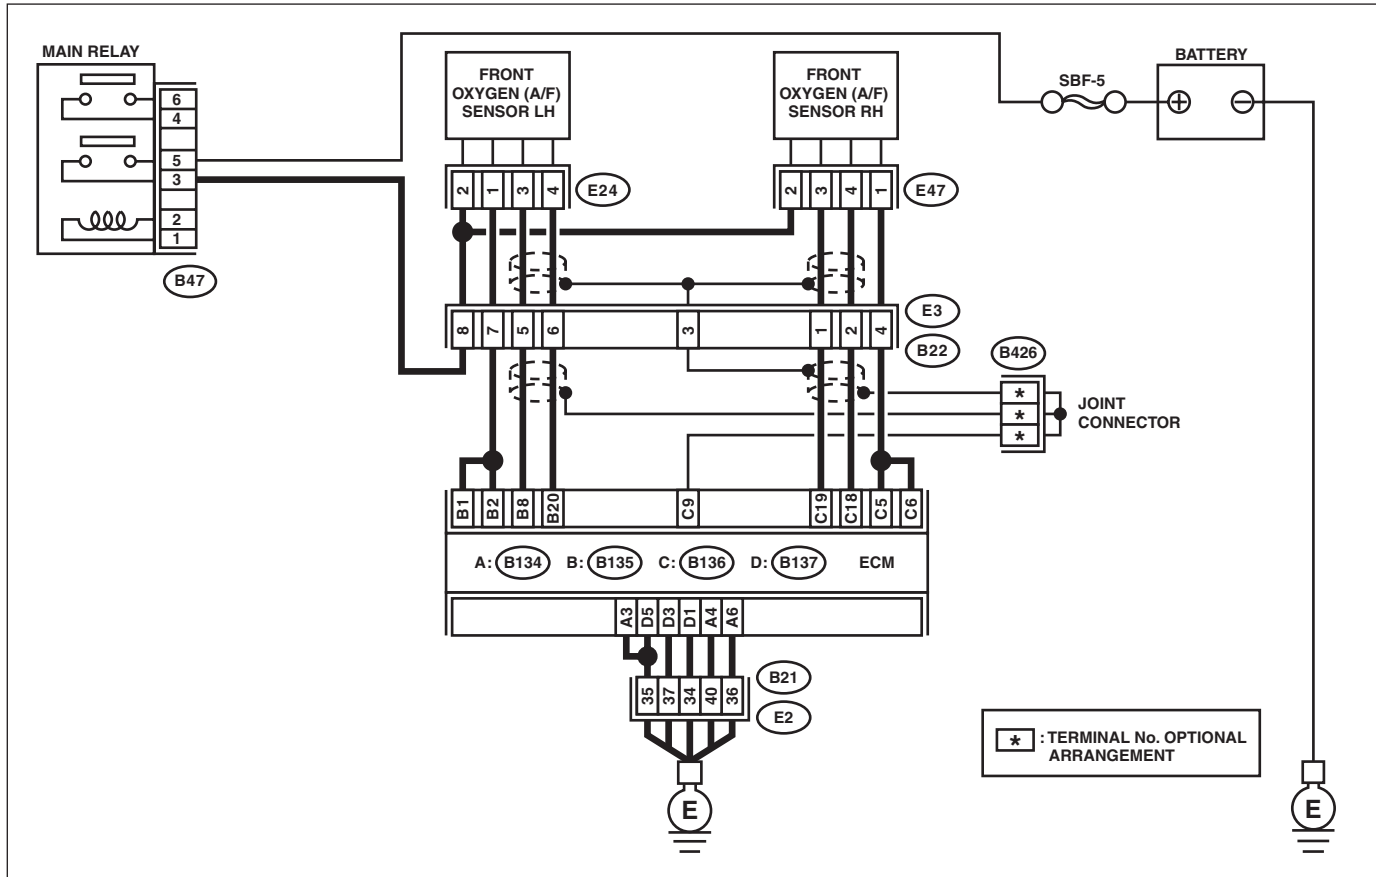 MAIN RELAY
6
4
5
3
2
1
B47
FRONT
OXYGEN (A/F)
SENSOR LH
2 1 3 4
E24
FRONT
OXYGEN (A/F)
SENSOR RH
2 3 4 1
E47
SBF-5
BATTERY
+ −
8 7 5 6 3 1 2 4
E3
B22
B426
*
*
*
JOINT
CONNECTOR
B1 B2 B8 B20 C9 C19 C18 C5 C6
A: B134 B: B135 C: B136 D: B137 ECM
A3 D5 D3 D1 A4 A6
35 37 34 40 36
B21
E2
E
* : TERMINAL No. OPTIONAL
ARRANGEMENT
E